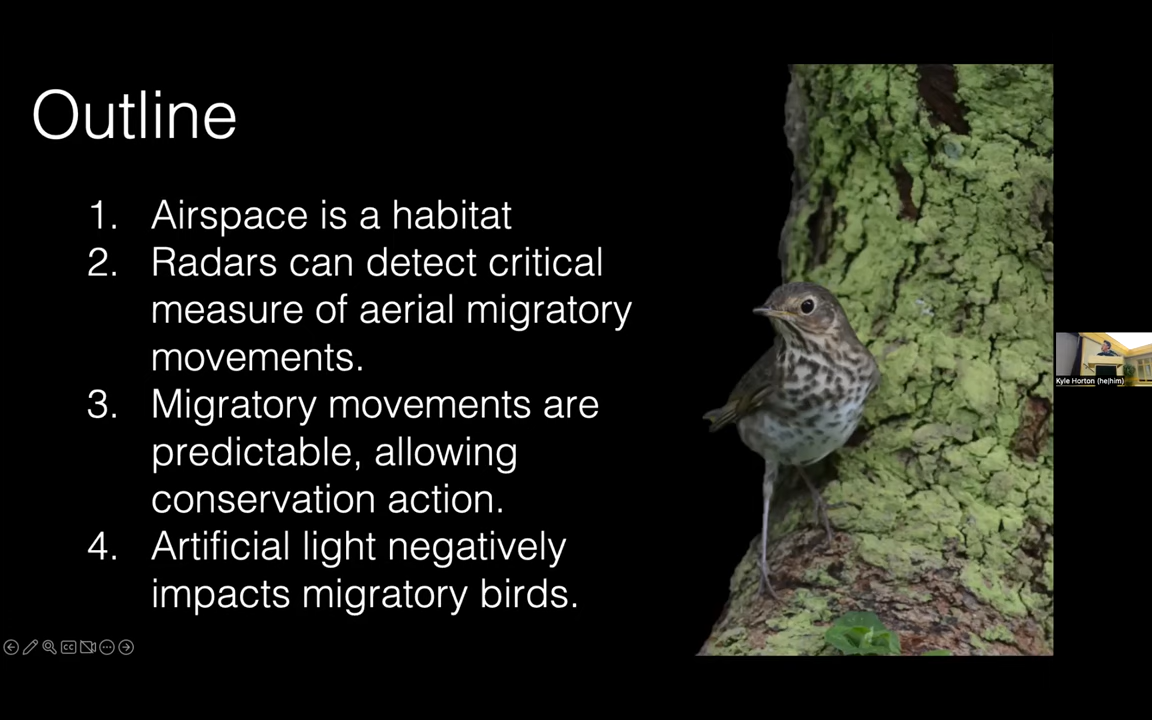 Outline
1. Airspace is a habitat
2. Radars can detect critical
measure of aerial migratory
movements.
3. Migratory movements are
predictable, allowing
conservation action.
4. Artificial light negatively
impacts migratory birds.
Kyle Horton (he|him)
CC